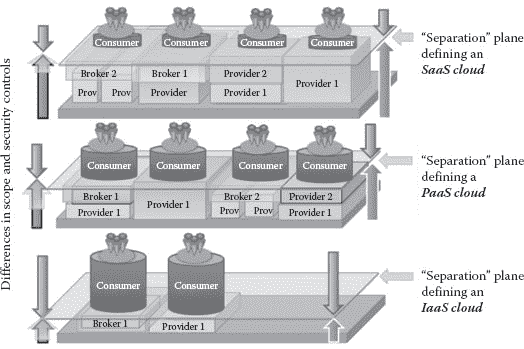 Differences in scope and security controls
Consumer Consumer Consumer Consumer
"Separation" plane
defining an
SaaS cloud
Broker 2 Broker 1 Provider 2 Provider 1
Prov Prov Provider Provider 1
Consumer Consumer Consumer Consumer
"Separation" plane
defining a
PaaS cloud
Broker 1 Provider 1 Broker 2 Provider 2
Provider 1 Prov Prov Provider 1
Consumer Consumer
"Separation" plane
defining an
IaaS cloud
Broker 1 Provider 1